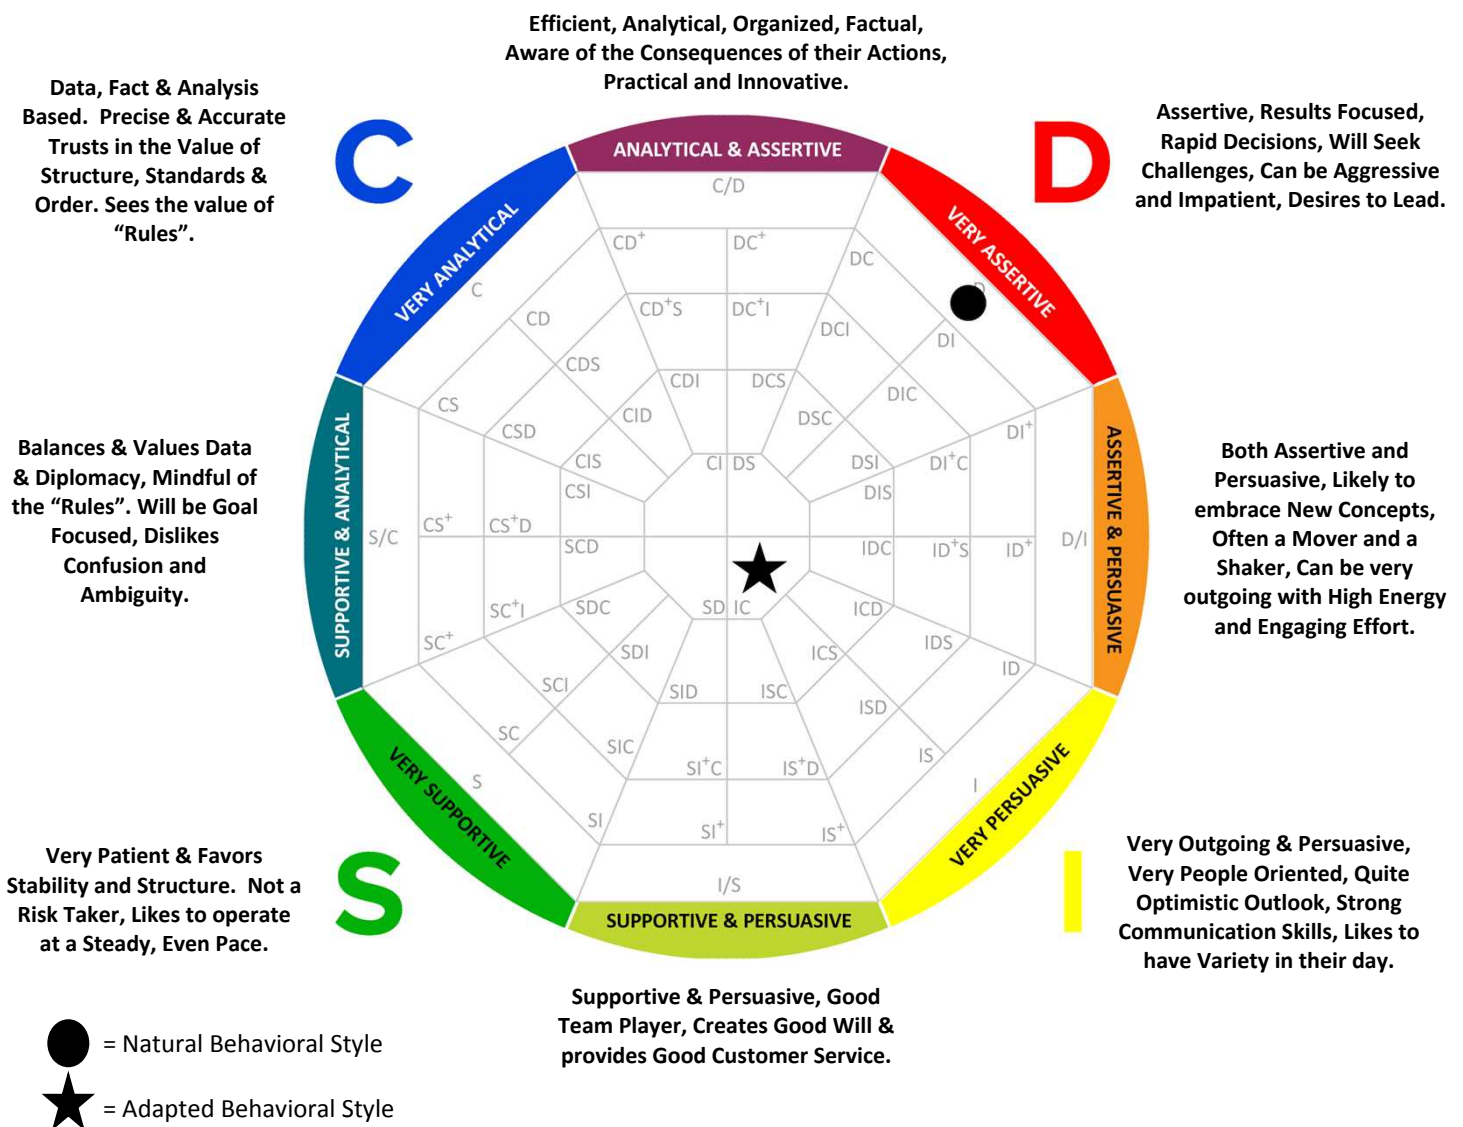 Efficient, Analytical, Organized, Factual,
Aware of the Consequences of their Actions,
Practical and Innovative.
Data, Fact & Analysis
Based.  Precise & Accurate
Trusts in the Value of
Structure, Standards &
Order. Sees the value of
“Rules”.
C
D
Assertive, Results Focused,
Rapid Decisions, Will Seek
Challenges, Can be Aggressive
and Impatient, Desires to Lead.
ANALYTICAL & ASSERTIVE
VERY ANALYTICAL
VERY ASSERTIVE
C/D
CD+
DC+
DC
C
D
CD
CD+S
DC+I
DCI
DI
CDS
CDI
DCS
DIC
CS
CID
DSC
DI+
CSD
CIS
CI
DS
DSI
DI+C
CSI
DIS
Balances & Values Data
& Diplomacy, Mindful of
the “Rules”. Will be Goal
Focused, Dislikes
Confusion and
Ambiguity.
SUPPORTIVE & ANALYTICAL
S/C
CS+
CS+D
SCD
IDC
ID+S
ID+
D/I
ASSERTIVE & PERSUASIVE
Both Assertive and
Persuasive, Likely to
embrace New Concepts,
Often a Mover and a
Shaker, Can be very
outgoing with High Energy
and Engaging Effort.
SC+I
SDC
SD
IC
ICD
SC+
SDI
ICS
IDS
ID
SCI
SID
ISC
ISD
SC
SIC
SI+C
IS+D
IS
S
I
SI
SI+
IS+
I/S
VERY SUPPORTIVE
VERY PERSUASIVE
SUPPORTIVE & PERSUASIVE
Very Patient & Favors
Stability and Structure.  Not a
Risk Taker, Likes to operate
at a Steady, Even Pace.
S
I
Very Outgoing & Persuasive,
Very People Oriented, Quite
Optimistic Outlook, Strong
Communication Skills, Likes to
have Variety in their day.
Supportive & Persuasive, Good
Team Player, Creates Good Will &
provides Good Customer Service.
= Natural Behavioral Style
= Adapted Behavioral Style